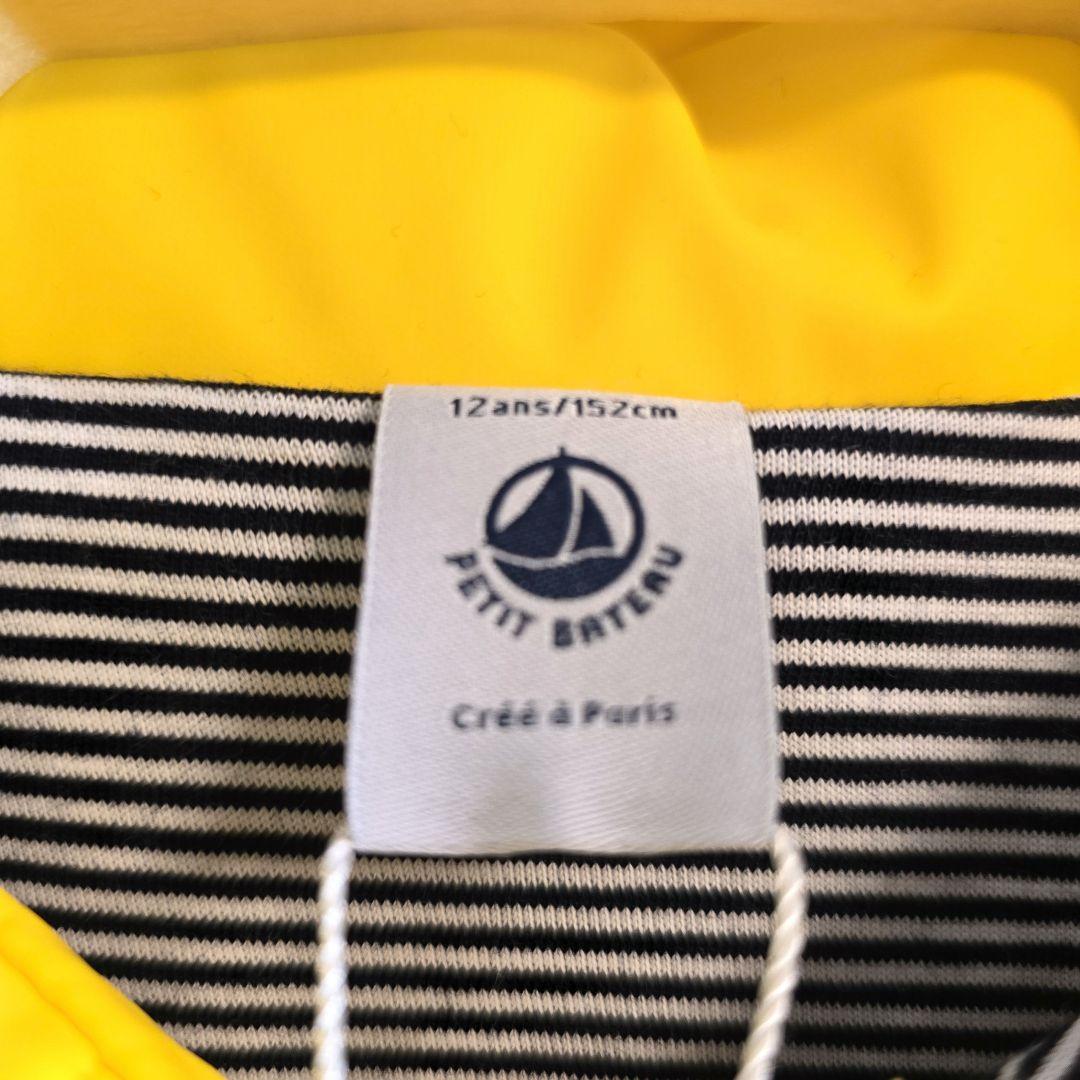 12ans/152cm
PETIT BATEAU
Créé à Paris